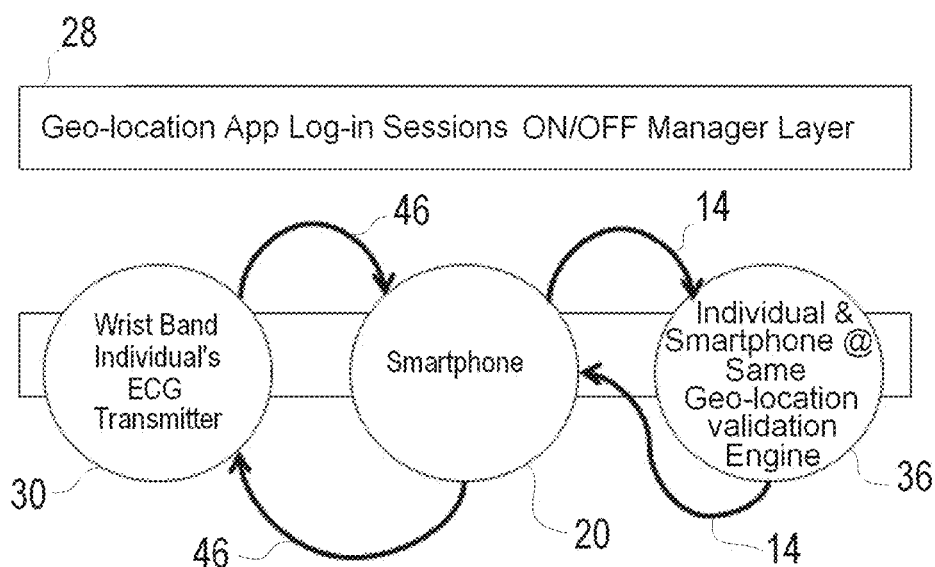 28
Geo-location App Log-in Sessions ON/OFF Manager Layer
46
14
Wrist Band
Individual's
ECG
Transmitter
Smartphone
Individual &
Smartphone @
Same
Geo-location
validation
Engine
30
46
20
14
36